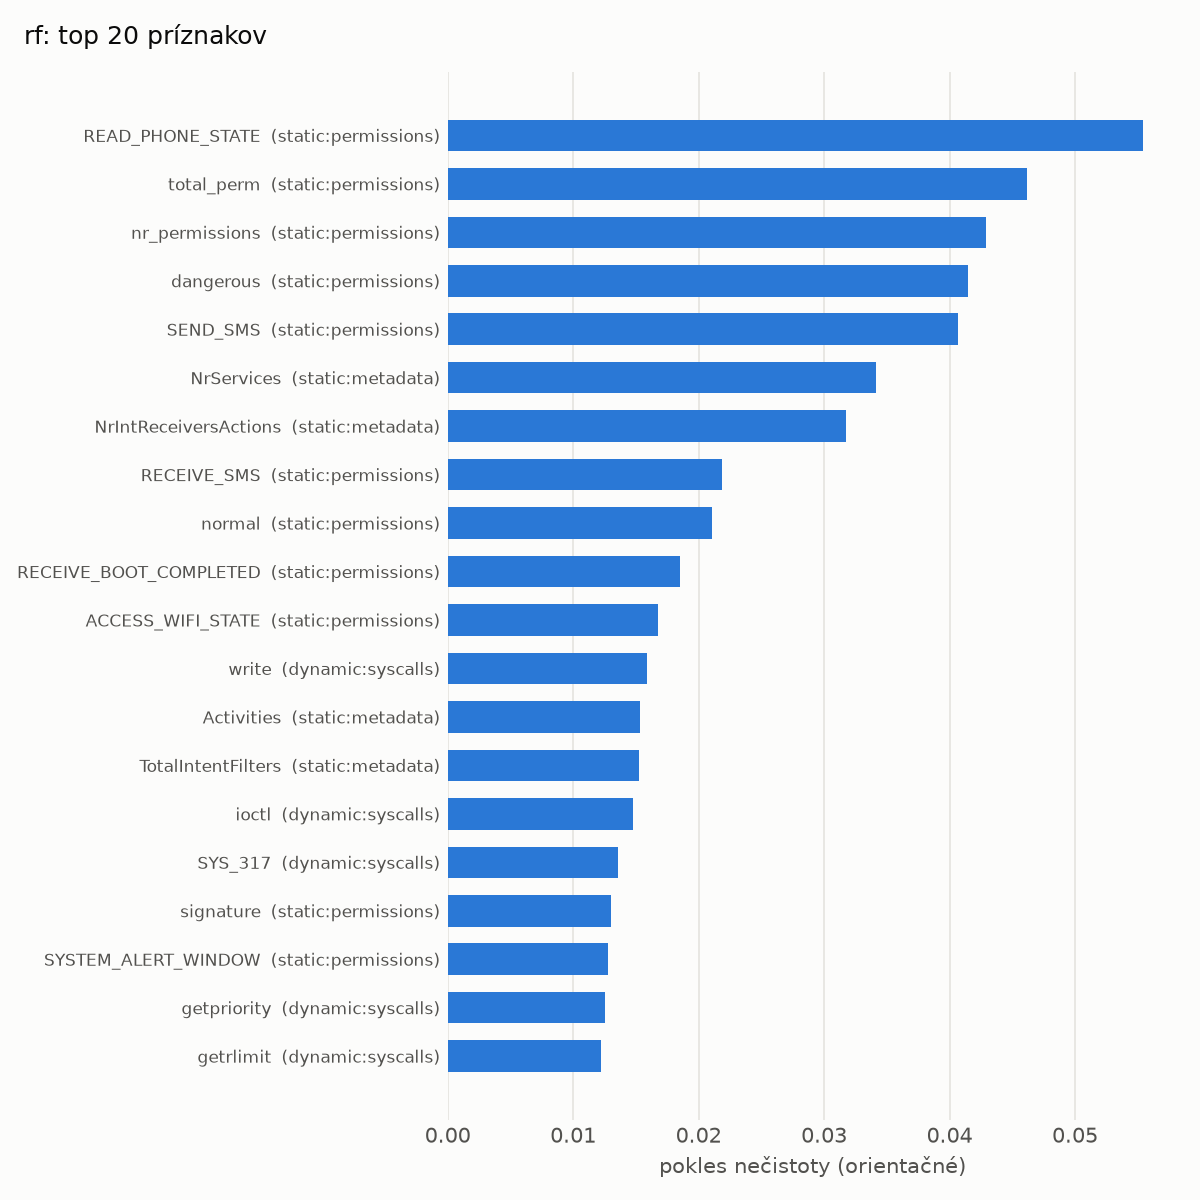 rf: top 20 príznakov
READ_PHONE_STATE (static:permissions)
total_perm (static:permissions)
nr_permissions (static:permissions)
dangerous (static:permissions)
SEND_SMS (static:permissions)
NrServices (static:metadata)
NrIntReceiversActions (static:metadata)
RECEIVE_SMS (static:permissions)
normal (static:permissions)
RECEIVE_BOOT_COMPLETED (static:permissions)
ACCESS_WIFI_STATE (static:permissions)
write (dynamic:syscalls)
Activities (static:metadata)
TotalIntentFilters (static:metadata)
ioctl (dynamic:syscalls)
SYS_317 (dynamic:syscalls)
signature (static:permissions)
SYSTEM_ALERT_WINDOW (static:permissions)
getpriority (dynamic:syscalls)
getrlimit (dynamic:syscalls)
0.00 0.01 0.02 0.03 0.04 0.05
pokles nečistoty (orientačné)